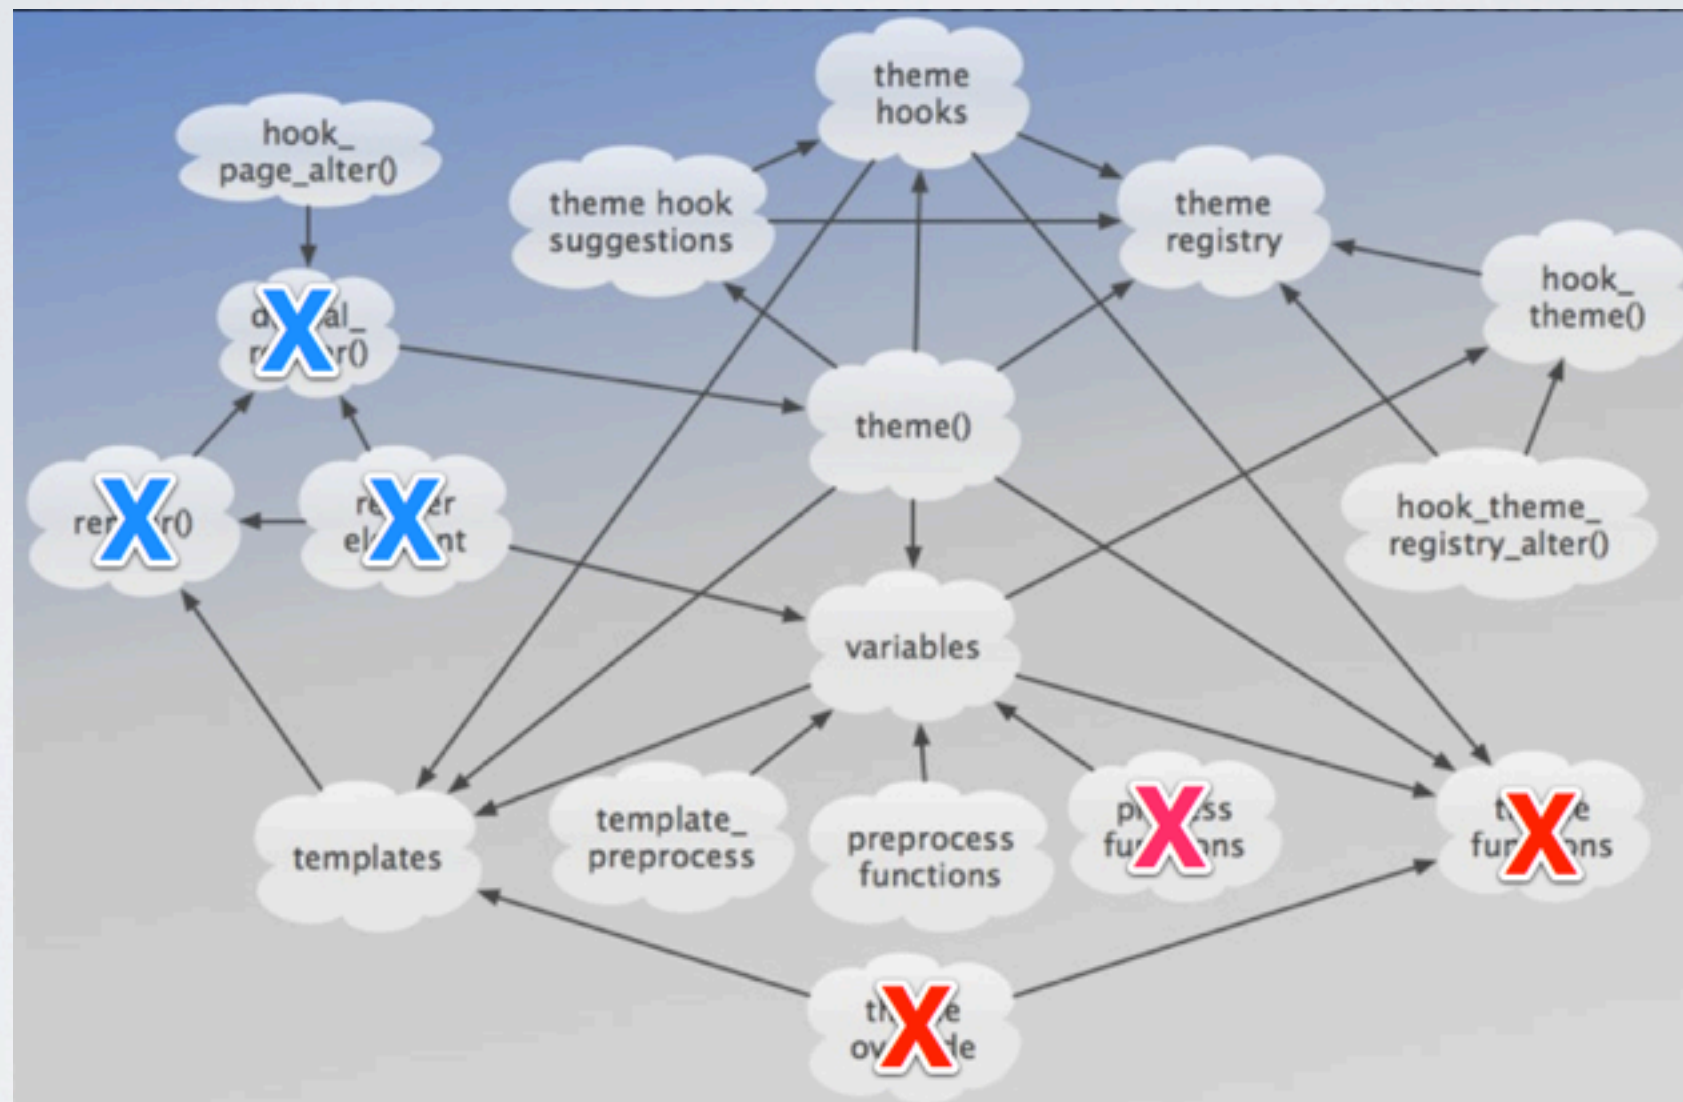 theme
hooks
hook_
page_alter()
theme hook
suggestions
theme
registry
hook_
theme()
theme()
hook_theme_
registry_alter()
variables
template_
preprocess
preprocess
functions
templates
X
X
X
X
X
X